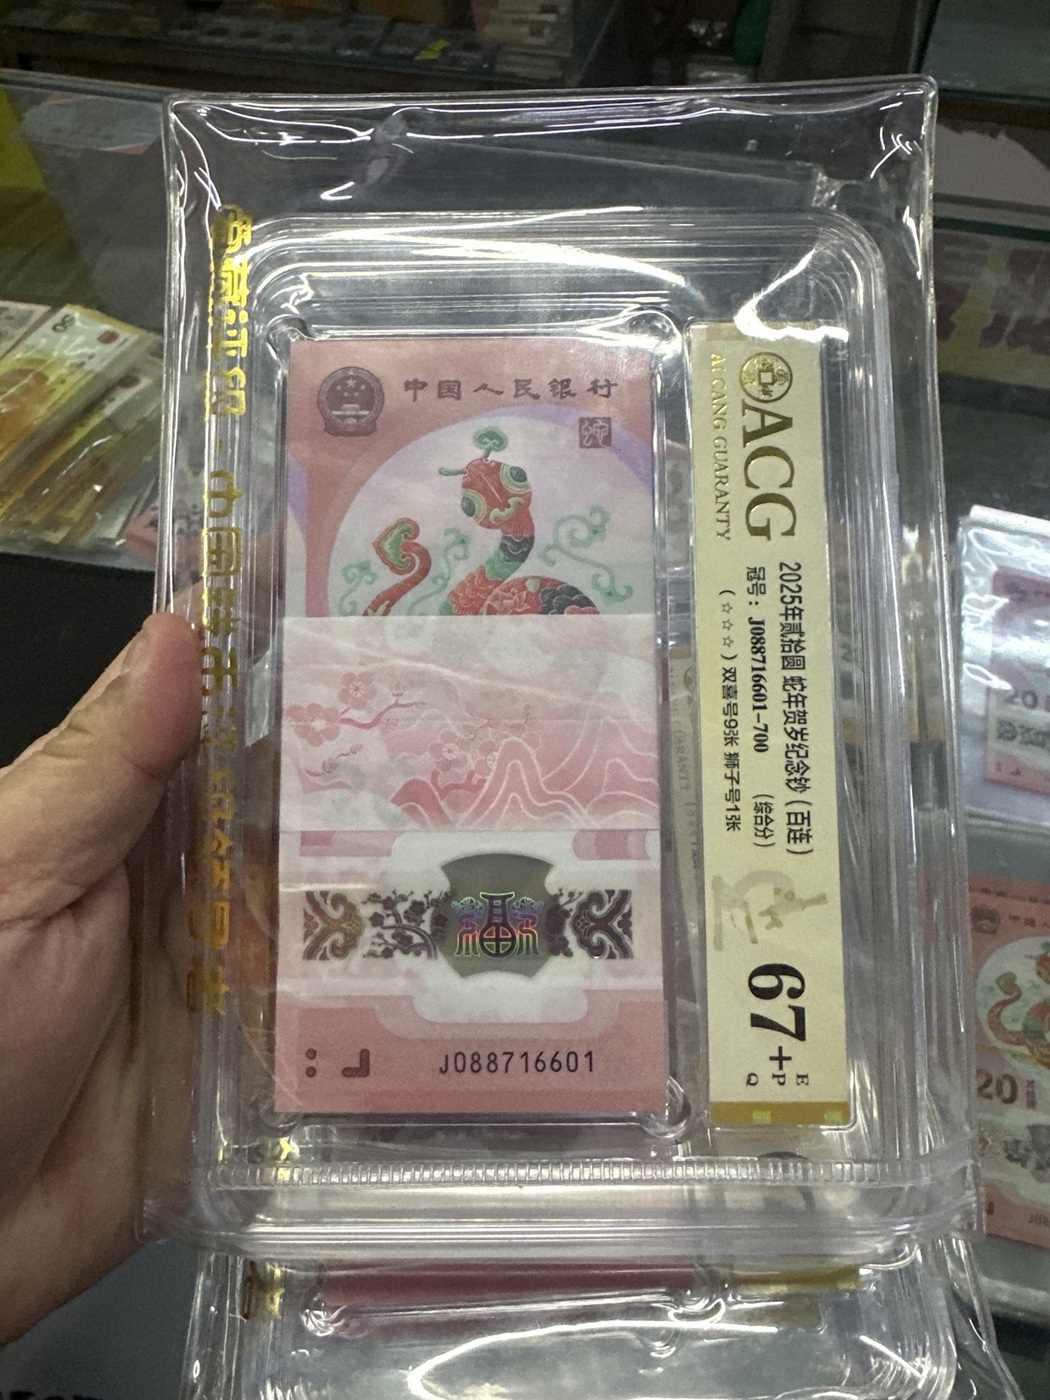 中国人民银行
J088716601
ACG
AI CANG GUARANTY
2025年贰拾圆 蛇年贺岁纪念钞（百连）
冠号：J088716601-700 （综合分）
（☆☆☆）双喜号9张 狮子号1张
67+
E
P
Q
20